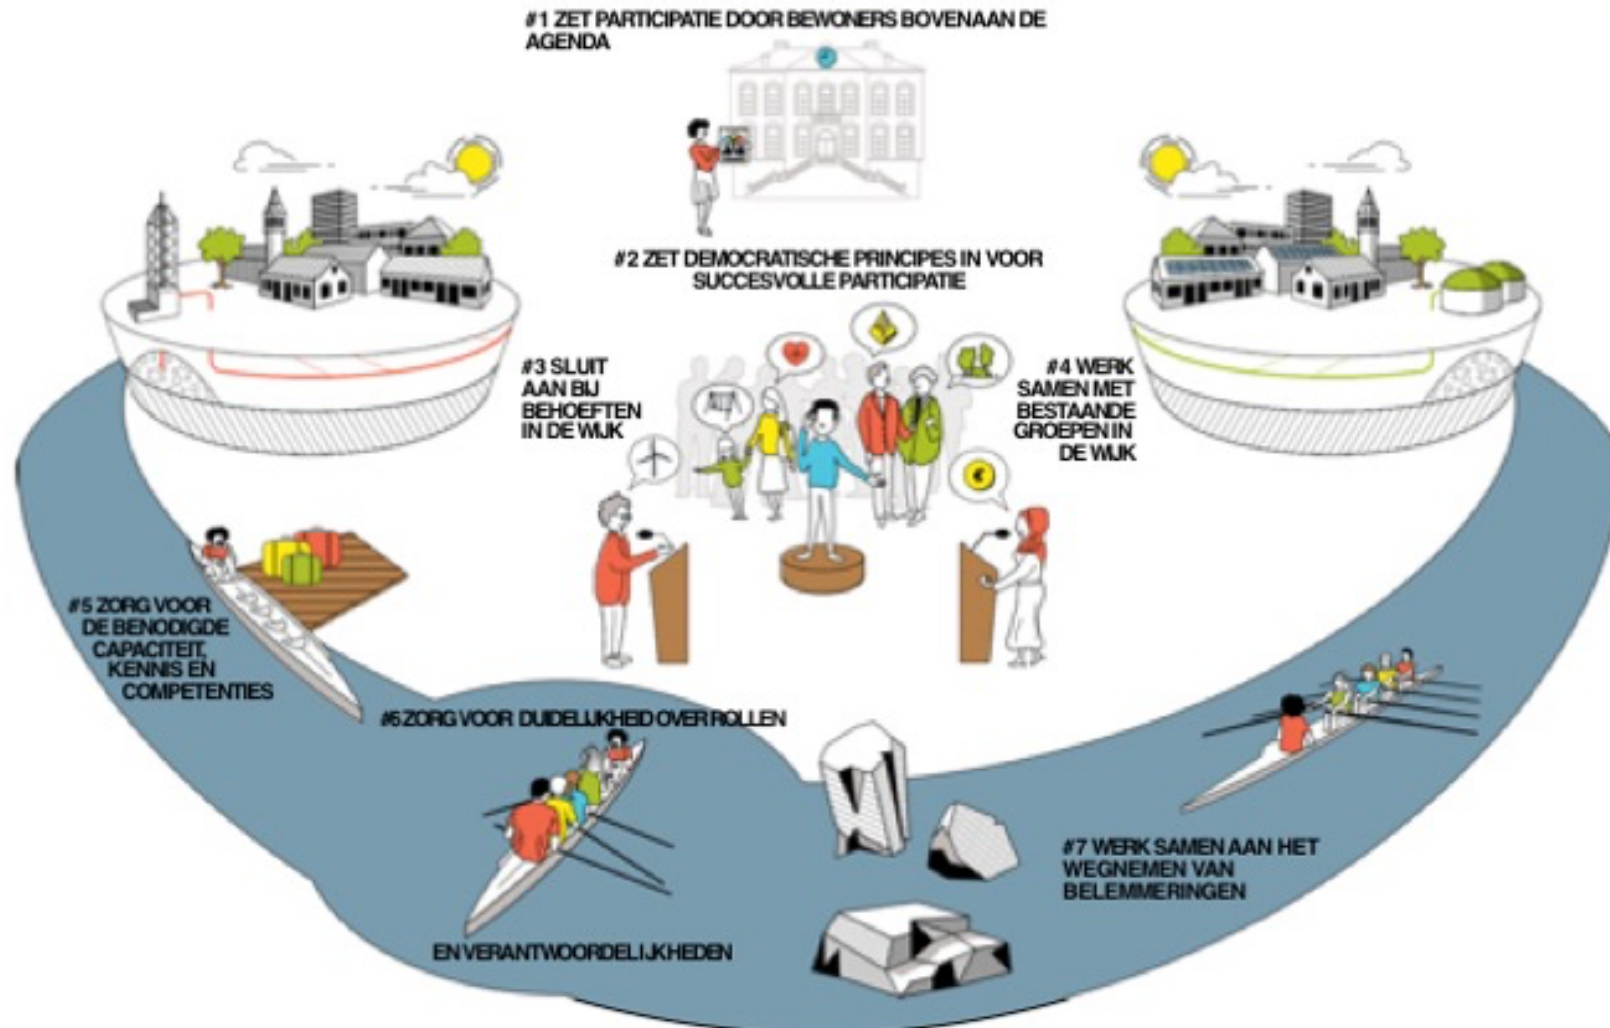 #1 ZET PARTICIPATIE DOOR BEWONERS BOVENAAN DE
AGENDA
#2 ZET DEMOCRATISCHE PRINCIPES IN VOOR
SUCCESVOLLE PARTICIPATIE
#3 SLUIT
AAN BIJ
BEHOEFTEN
IN DE WIJK
#4 WERK
SAMEN MET
BESTAANDE
GROEPEN IN
DE WIJK
€
#5 ZORG VOOR
DE BENODIGDE
CAPACITEIT,
KENNIS EN
COMPETENTIES
#6 ZORG VOOR DUIDELIJKHEID OVER ROLLEN
EN VERANTWOORDELIJKHEDEN
#7 WERK SAMEN AAN HET
WEGNEMEN VAN
BELEMMERINGEN